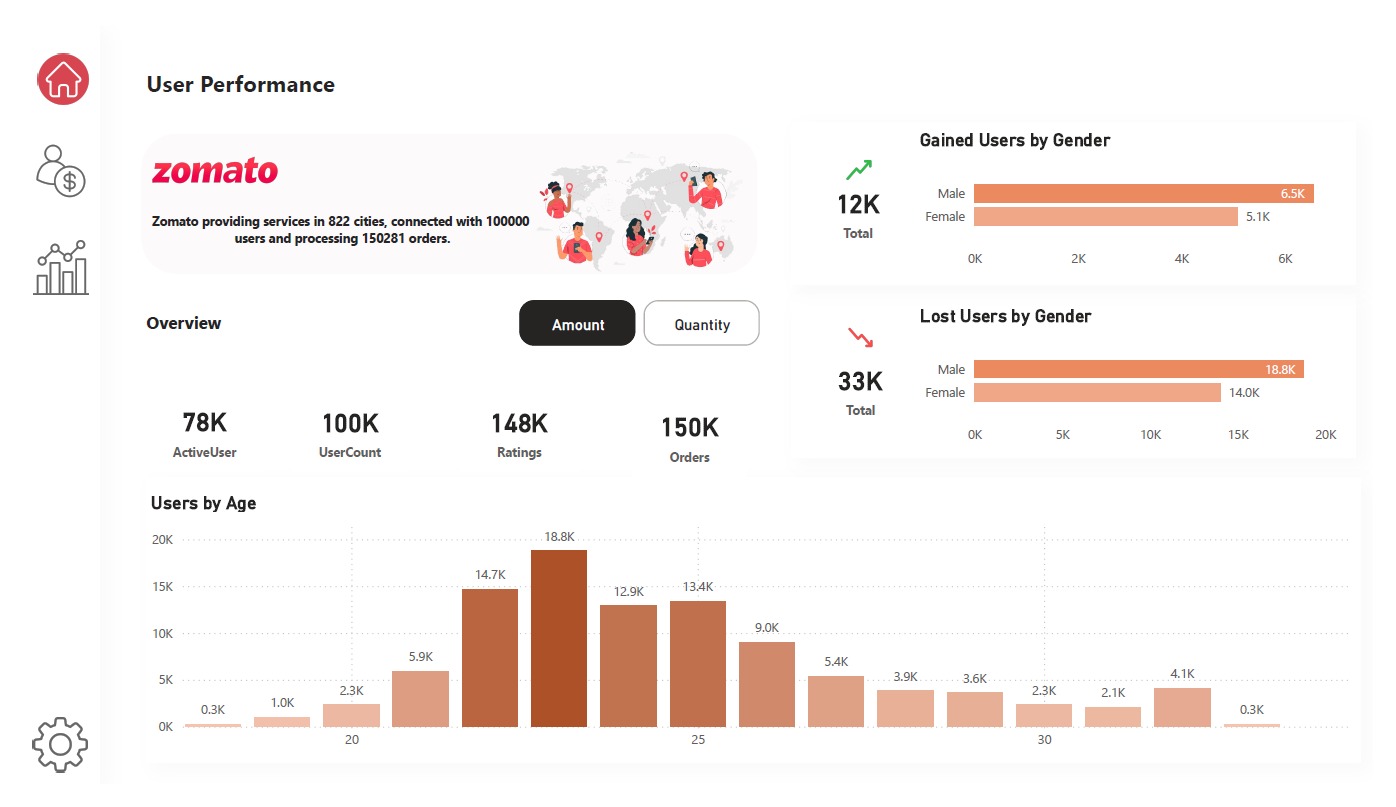 User Performance
zomato
Zomato providing services in 822 cities, connected with 100000
users and processing 150281 orders.
Overview
Amount
Quantity
78K
ActiveUser
100K
UserCount
148K
Ratings
150K
Orders
Gained Users by Gender
12K
Total
Male
6.5K
Female
5.1K
0K 2K 4K 6K
Lost Users by Gender
33K
Total
Male
18.8K
Female
14.0K
0K 5K 10K 15K 20K
Users by Age
20K
15K
10K
5K
0K
0.3K 1.0K 2.3K 5.9K 14.7K 18.8K 12.9K 13.4K 9.0K 5.4K 3.9K 3.6K 2.3K 2.1K 4.1K 0.3K
20 25 30